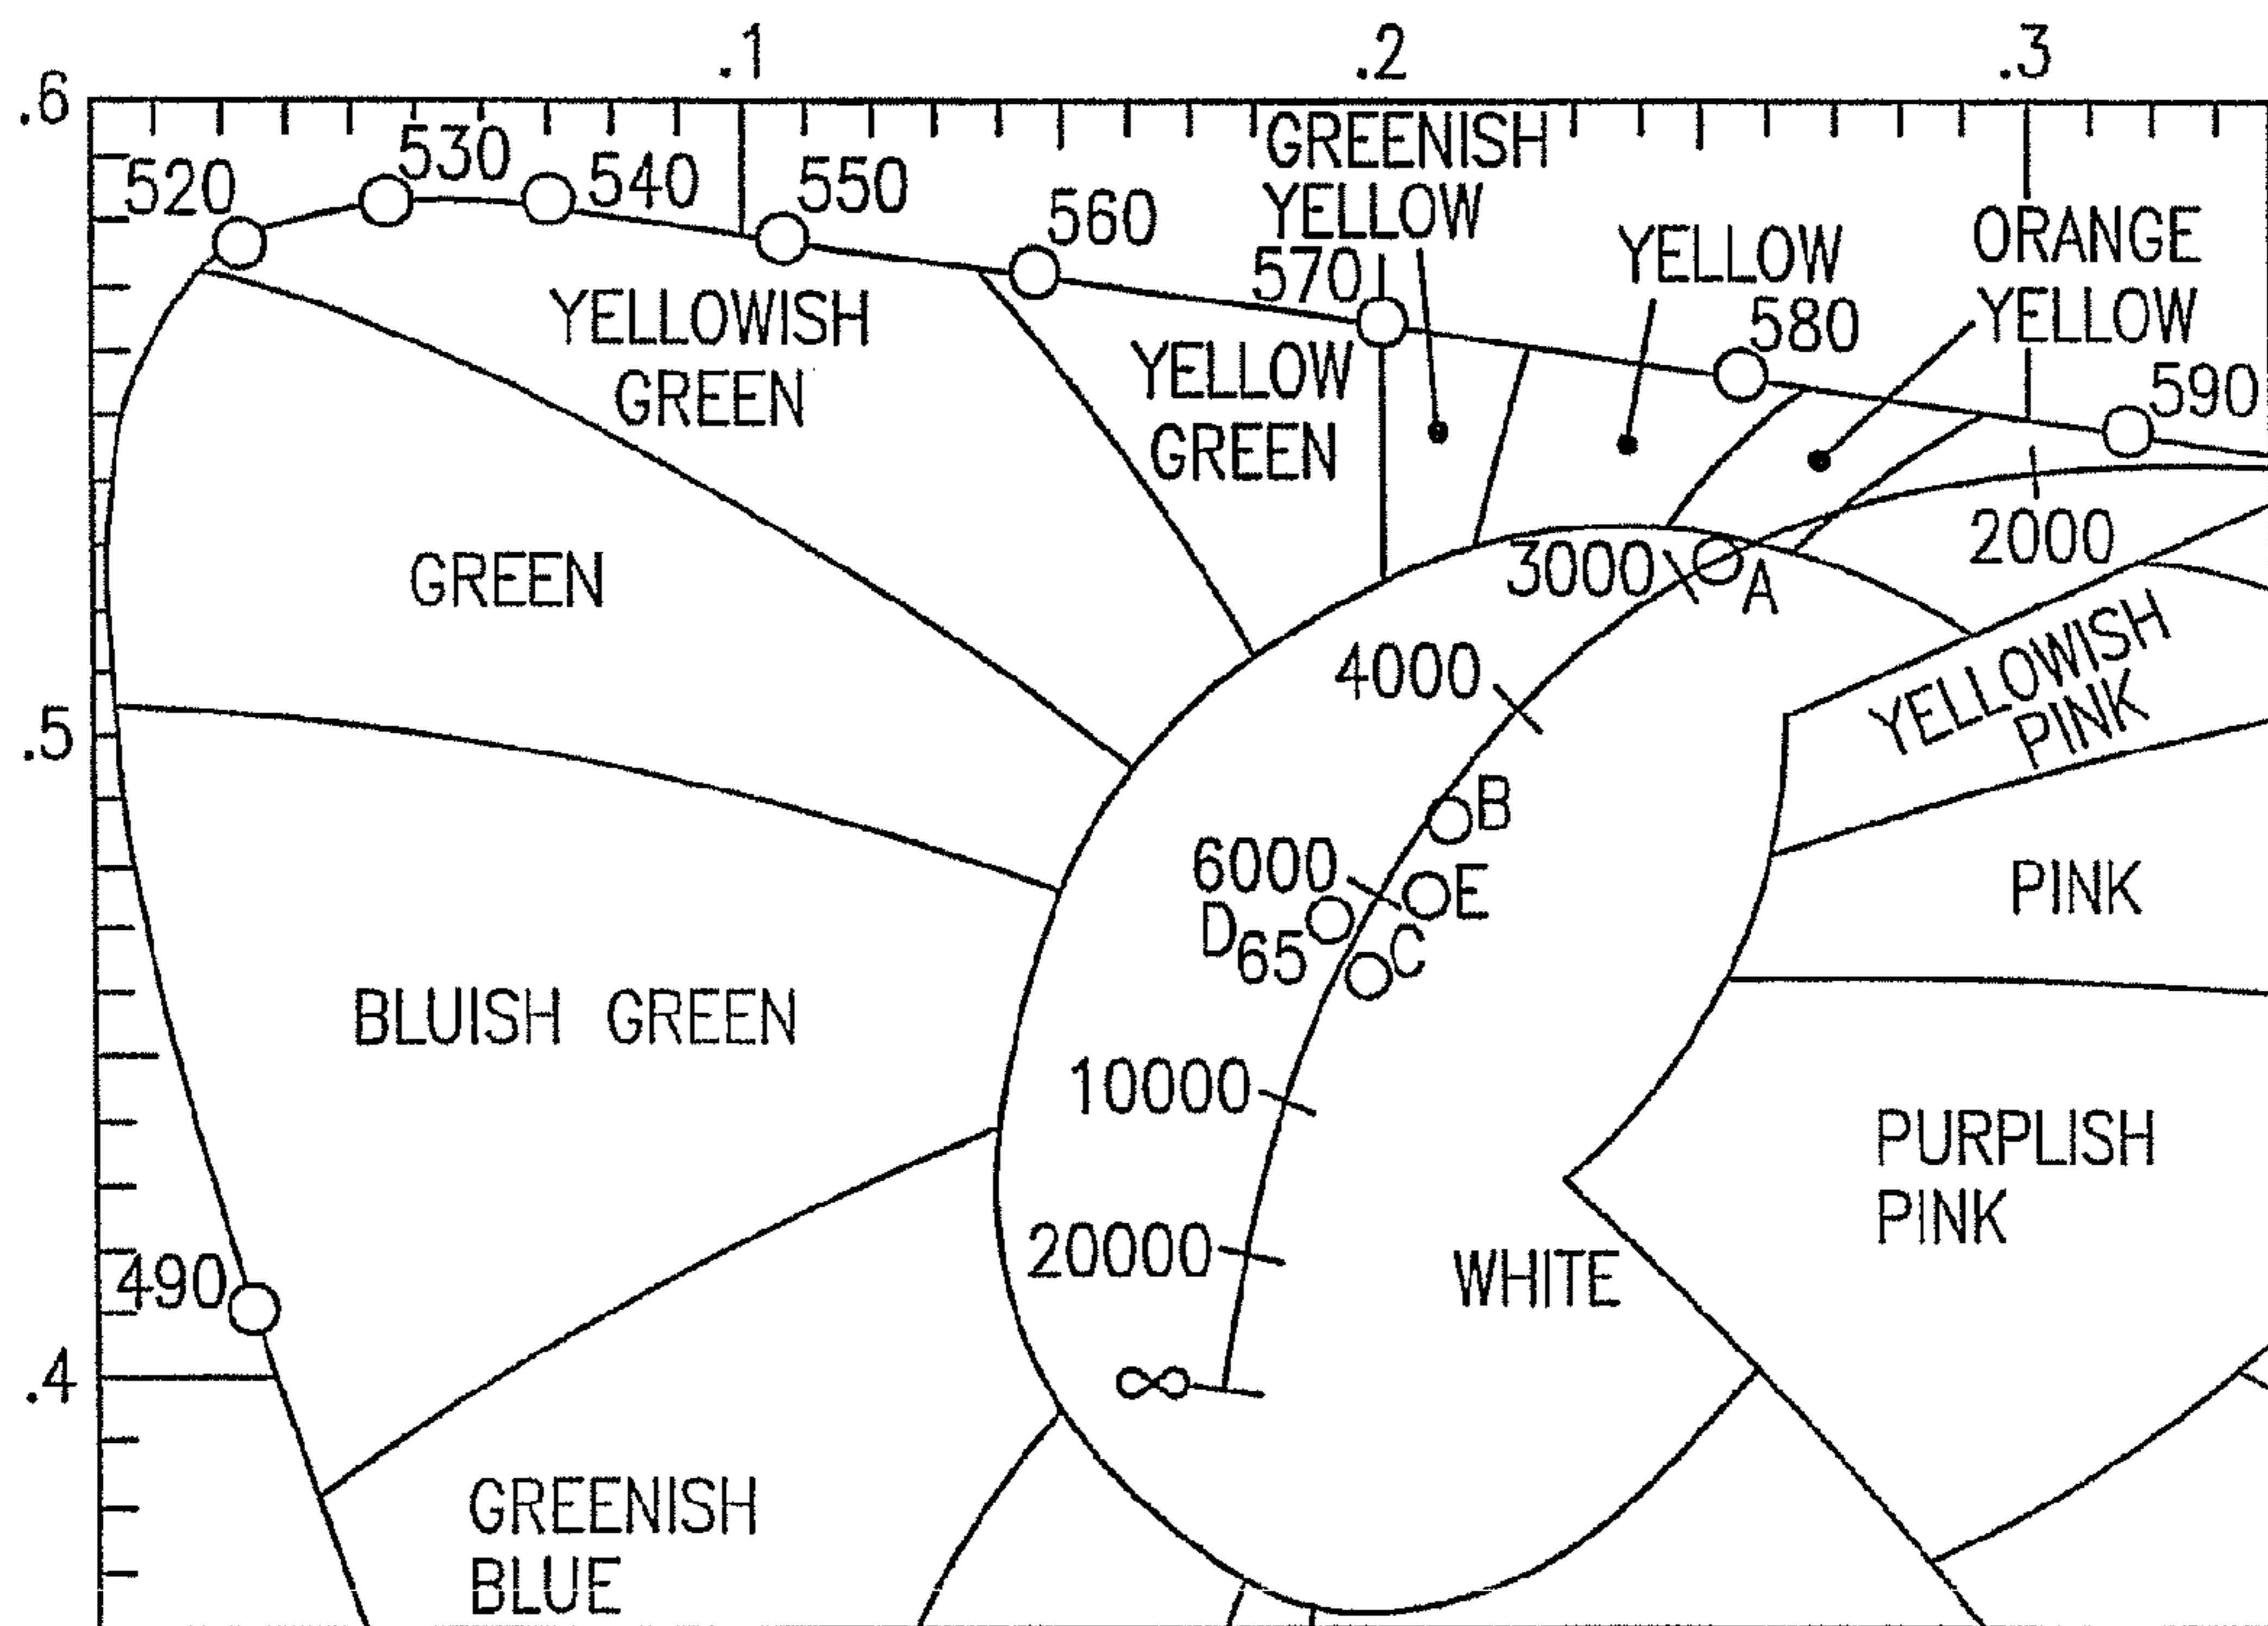 .1
.2
.3
.6
520
530
540
550
560
570
GREENISH
YELLOW
YELLOW
580
ORANGE
YELLOW
590
YELLOWISH
GREEN
YELLOW
GREEN
GREEN
3000
A
2000
4000
YELLOWISH
PINK
.5
B
6000
E
D65
C
PINK
BLUISH GREEN
10000
PURPLISH
PINK
20000
WHITE
490
∞
.4
GREENISH
BLUE